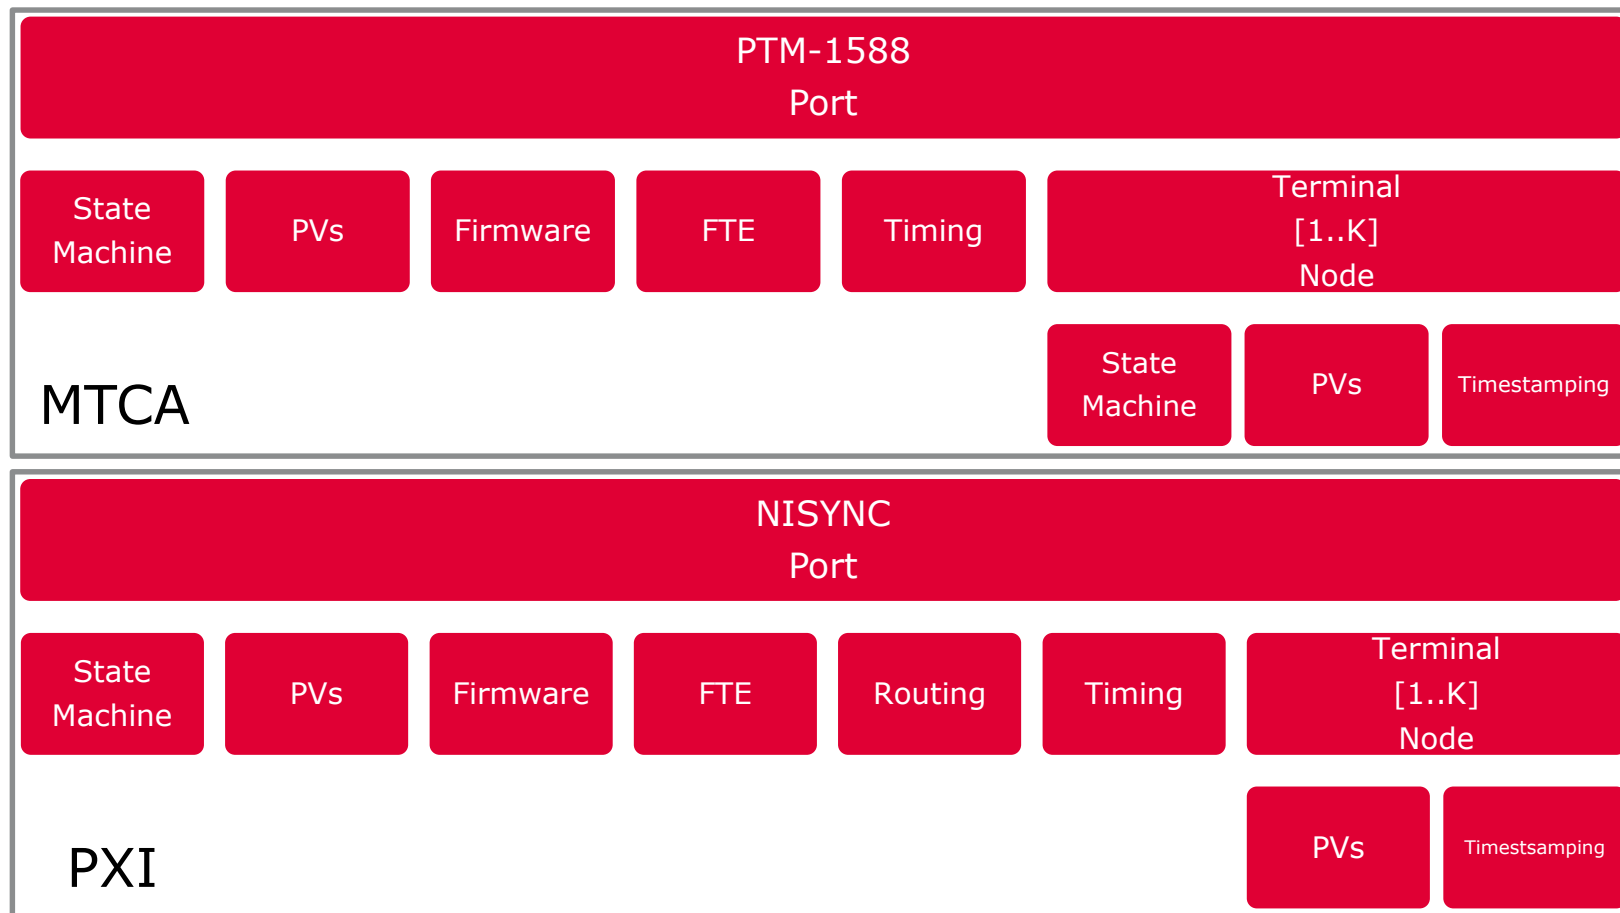 PTM-1588
Port
State
Machine
PVs
Firmware
FTE
Timing
Terminal
[1..K]
Node
State
Machine
PVs
Timestamping
MTCA
NISYNC
Port
State
Machine
PVs
Firmware
FTE
Routing
Timing
Terminal
[1..K]
Node
PVs
Timestsamping
PXI